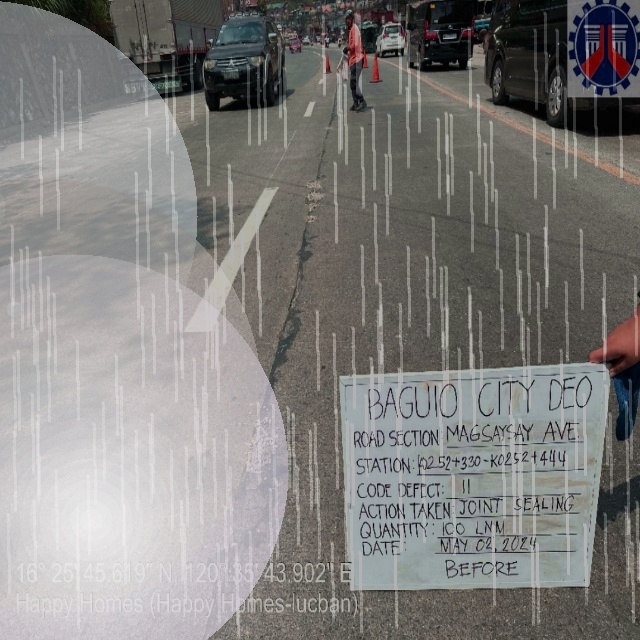 BAGUIO CITY DEO
ROAD SECTION MAGSAYSAY AVE.
STATION: K0252+330-K0252+444
CODE DEFECT: 11
ACTION TAKEN JOINT SEALING
QUANTITY: 100 LNM
DATE: MAY 02, 2024
BEFORE
16° 25' 45.619" N, 120° 35' 43.902" E
Happy Homes (Happy Homes-lucban)